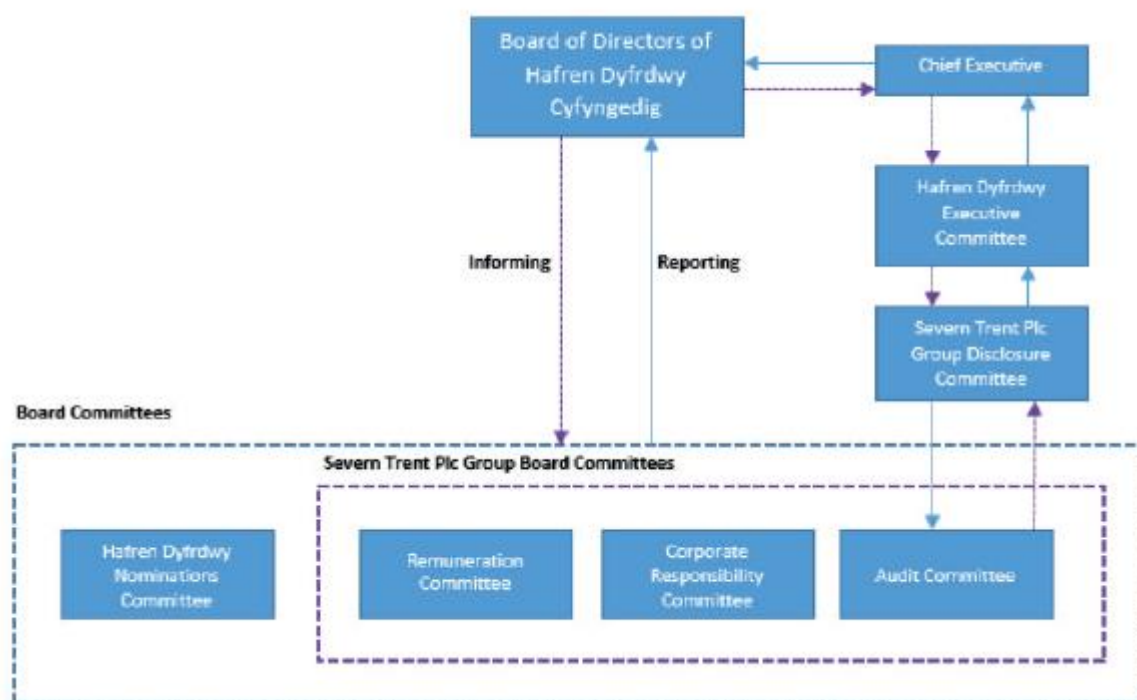 Board of Directors of
Hafren Dyfrdwy
Cyfyngedig
Chief Executive
Hafren Dyfrdwy
Executive
Committee
Informing
Reporting
Severn Trent Plc
Group Disclosure
Committee
Board Committees
Severn Trent Plc Group Board Committees
Hafren Dyfrdwy
Nominations
Committee
Remuneration
Committee
Corporate
Responsibility
Committee
Audit Committee